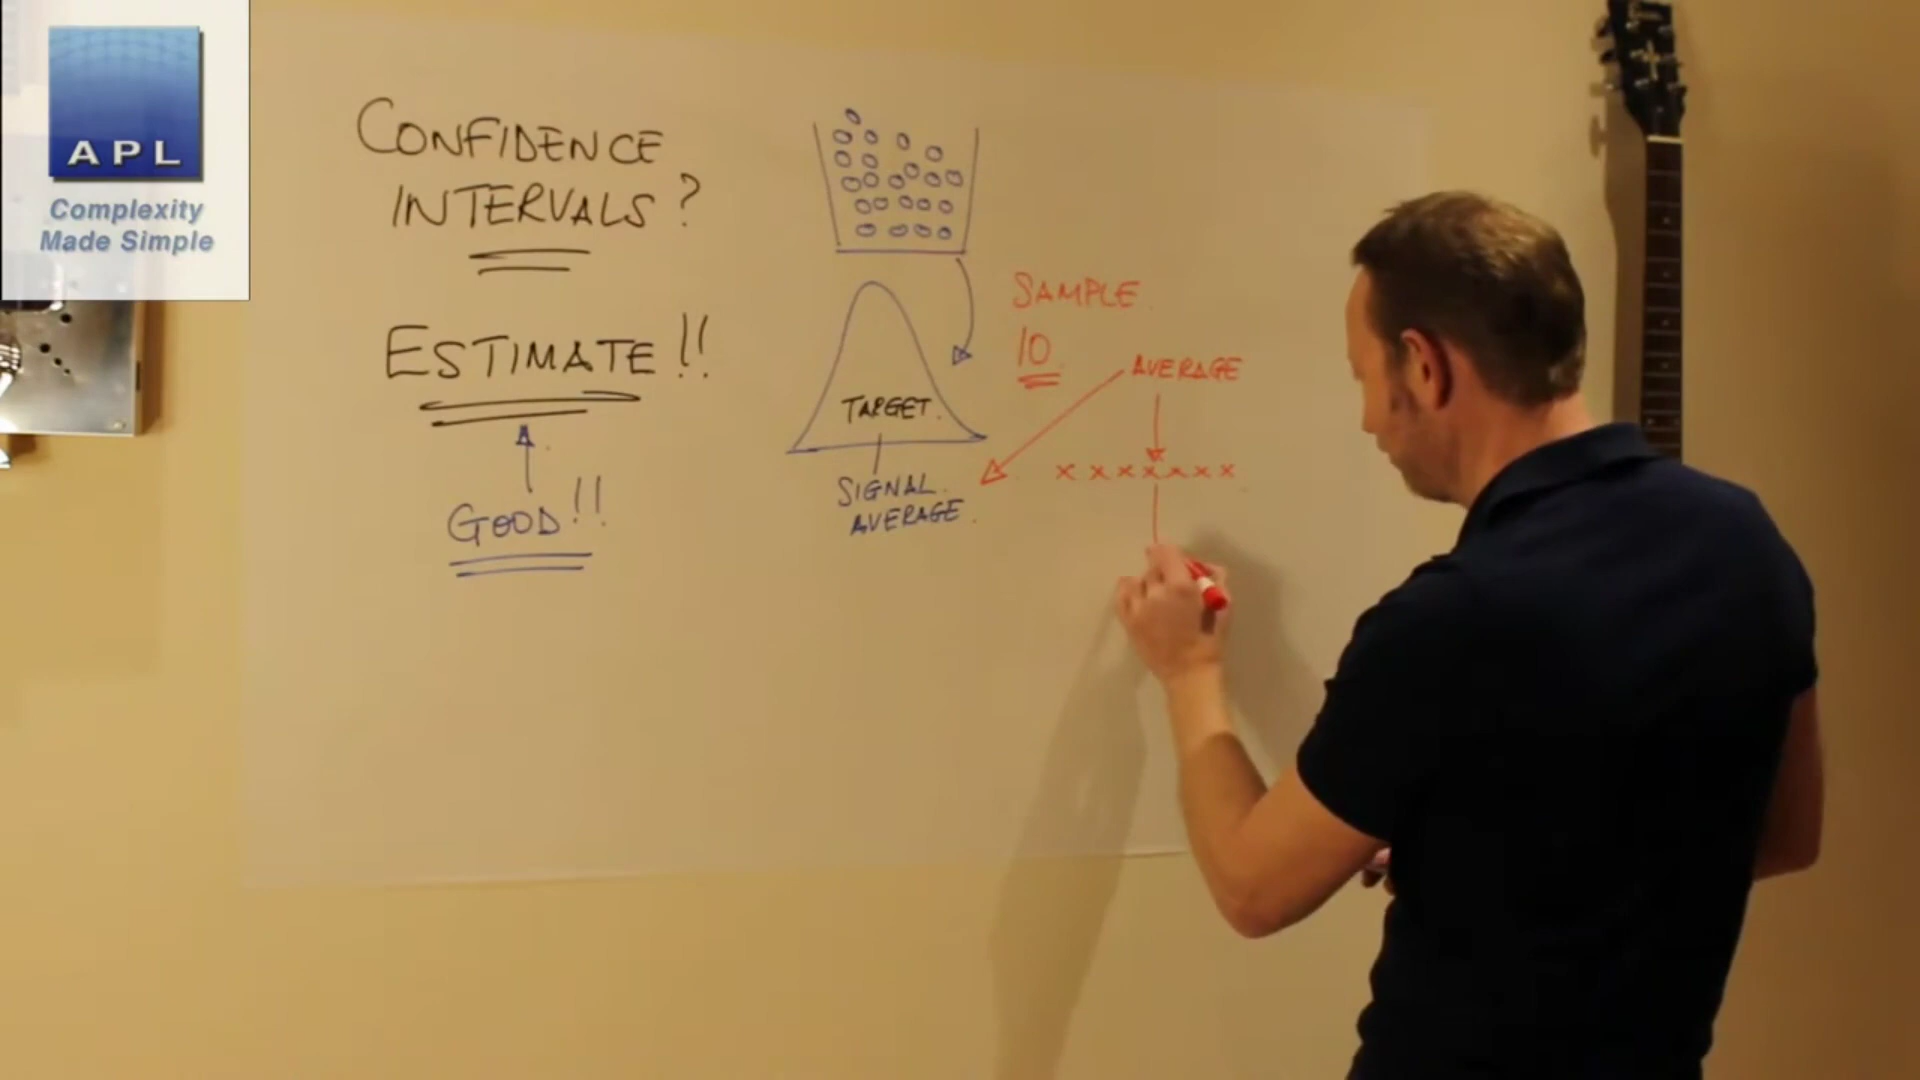 APL
Complexity
Made Simple
CONFIDENCE
INTERVALS?
ESTIMATE!!
GOOD!!
TARGET.
SIGNAL
AVERAGE.
SAMPLE.
10
AVERAGE
x x x x x x x